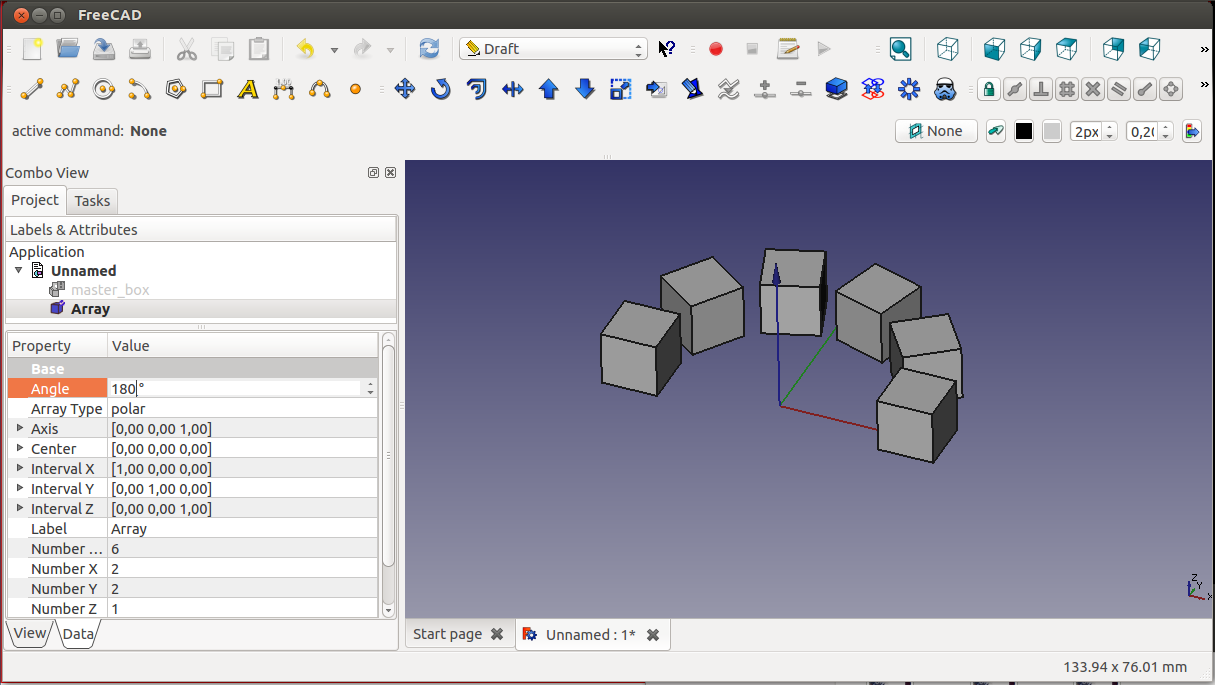 FreeCAD
Draft
active command: None
None
2px
0,20
Combo View
Project
Tasks
Labels & Attributes
Application
Unnamed
master_box
Array
Property Value
Base
Angle 180°
Array Type polar
Axis [0,00 0,00 1,00]
Center [0,00 0,00 0,00]
Interval X [1,00 0,00 0,00]
Interval Y [0,00 1,00 0,00]
Interval Z [0,00 0,00 1,00]
Label Array
Number ... 6
Number X 2
Number Y 2
Number Z 1
View Data
Z
Y
X
Start page
Unnamed : 1*
133.94 x 76.01 mm